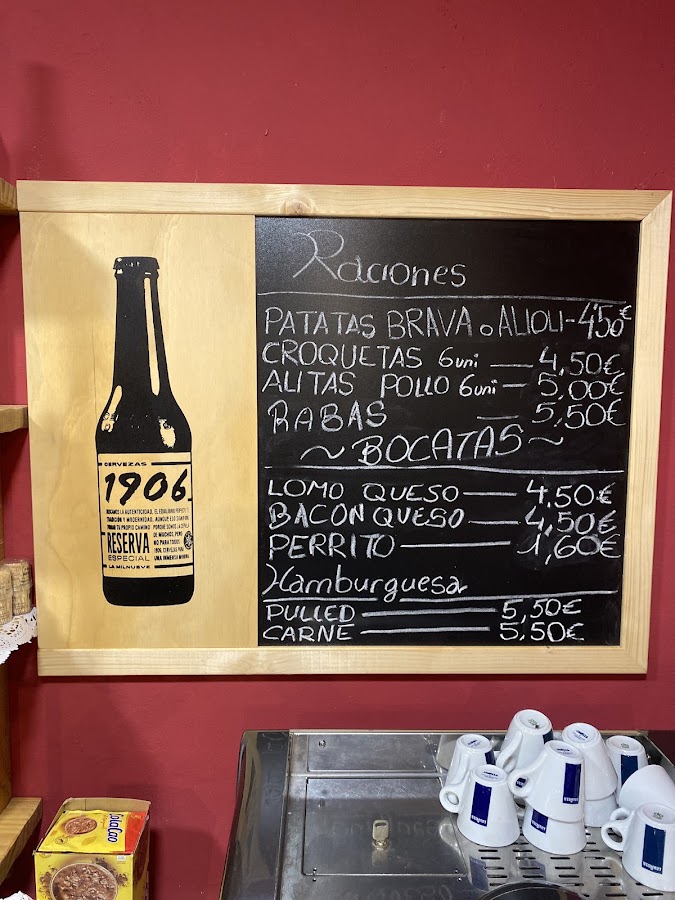 Raciones
PATATAS BRAVA o ALIOLI - 4'50€
CROQUETAS 6uni — 4,50€
ALITAS POLLO 6uni — 5,00€
RABAS — 5,50€
~ BOCATAS ~
LOMO QUESO — 4,50€
BACON QUESO — 4,50€
PERRITO — 1,60€
Hamburguesa
PULLED — 5,50€
CARNE — 5,50€
CERVEZAS
1906
RESERVA
ESPECIAL
LA MILNUEVE
ColaCao